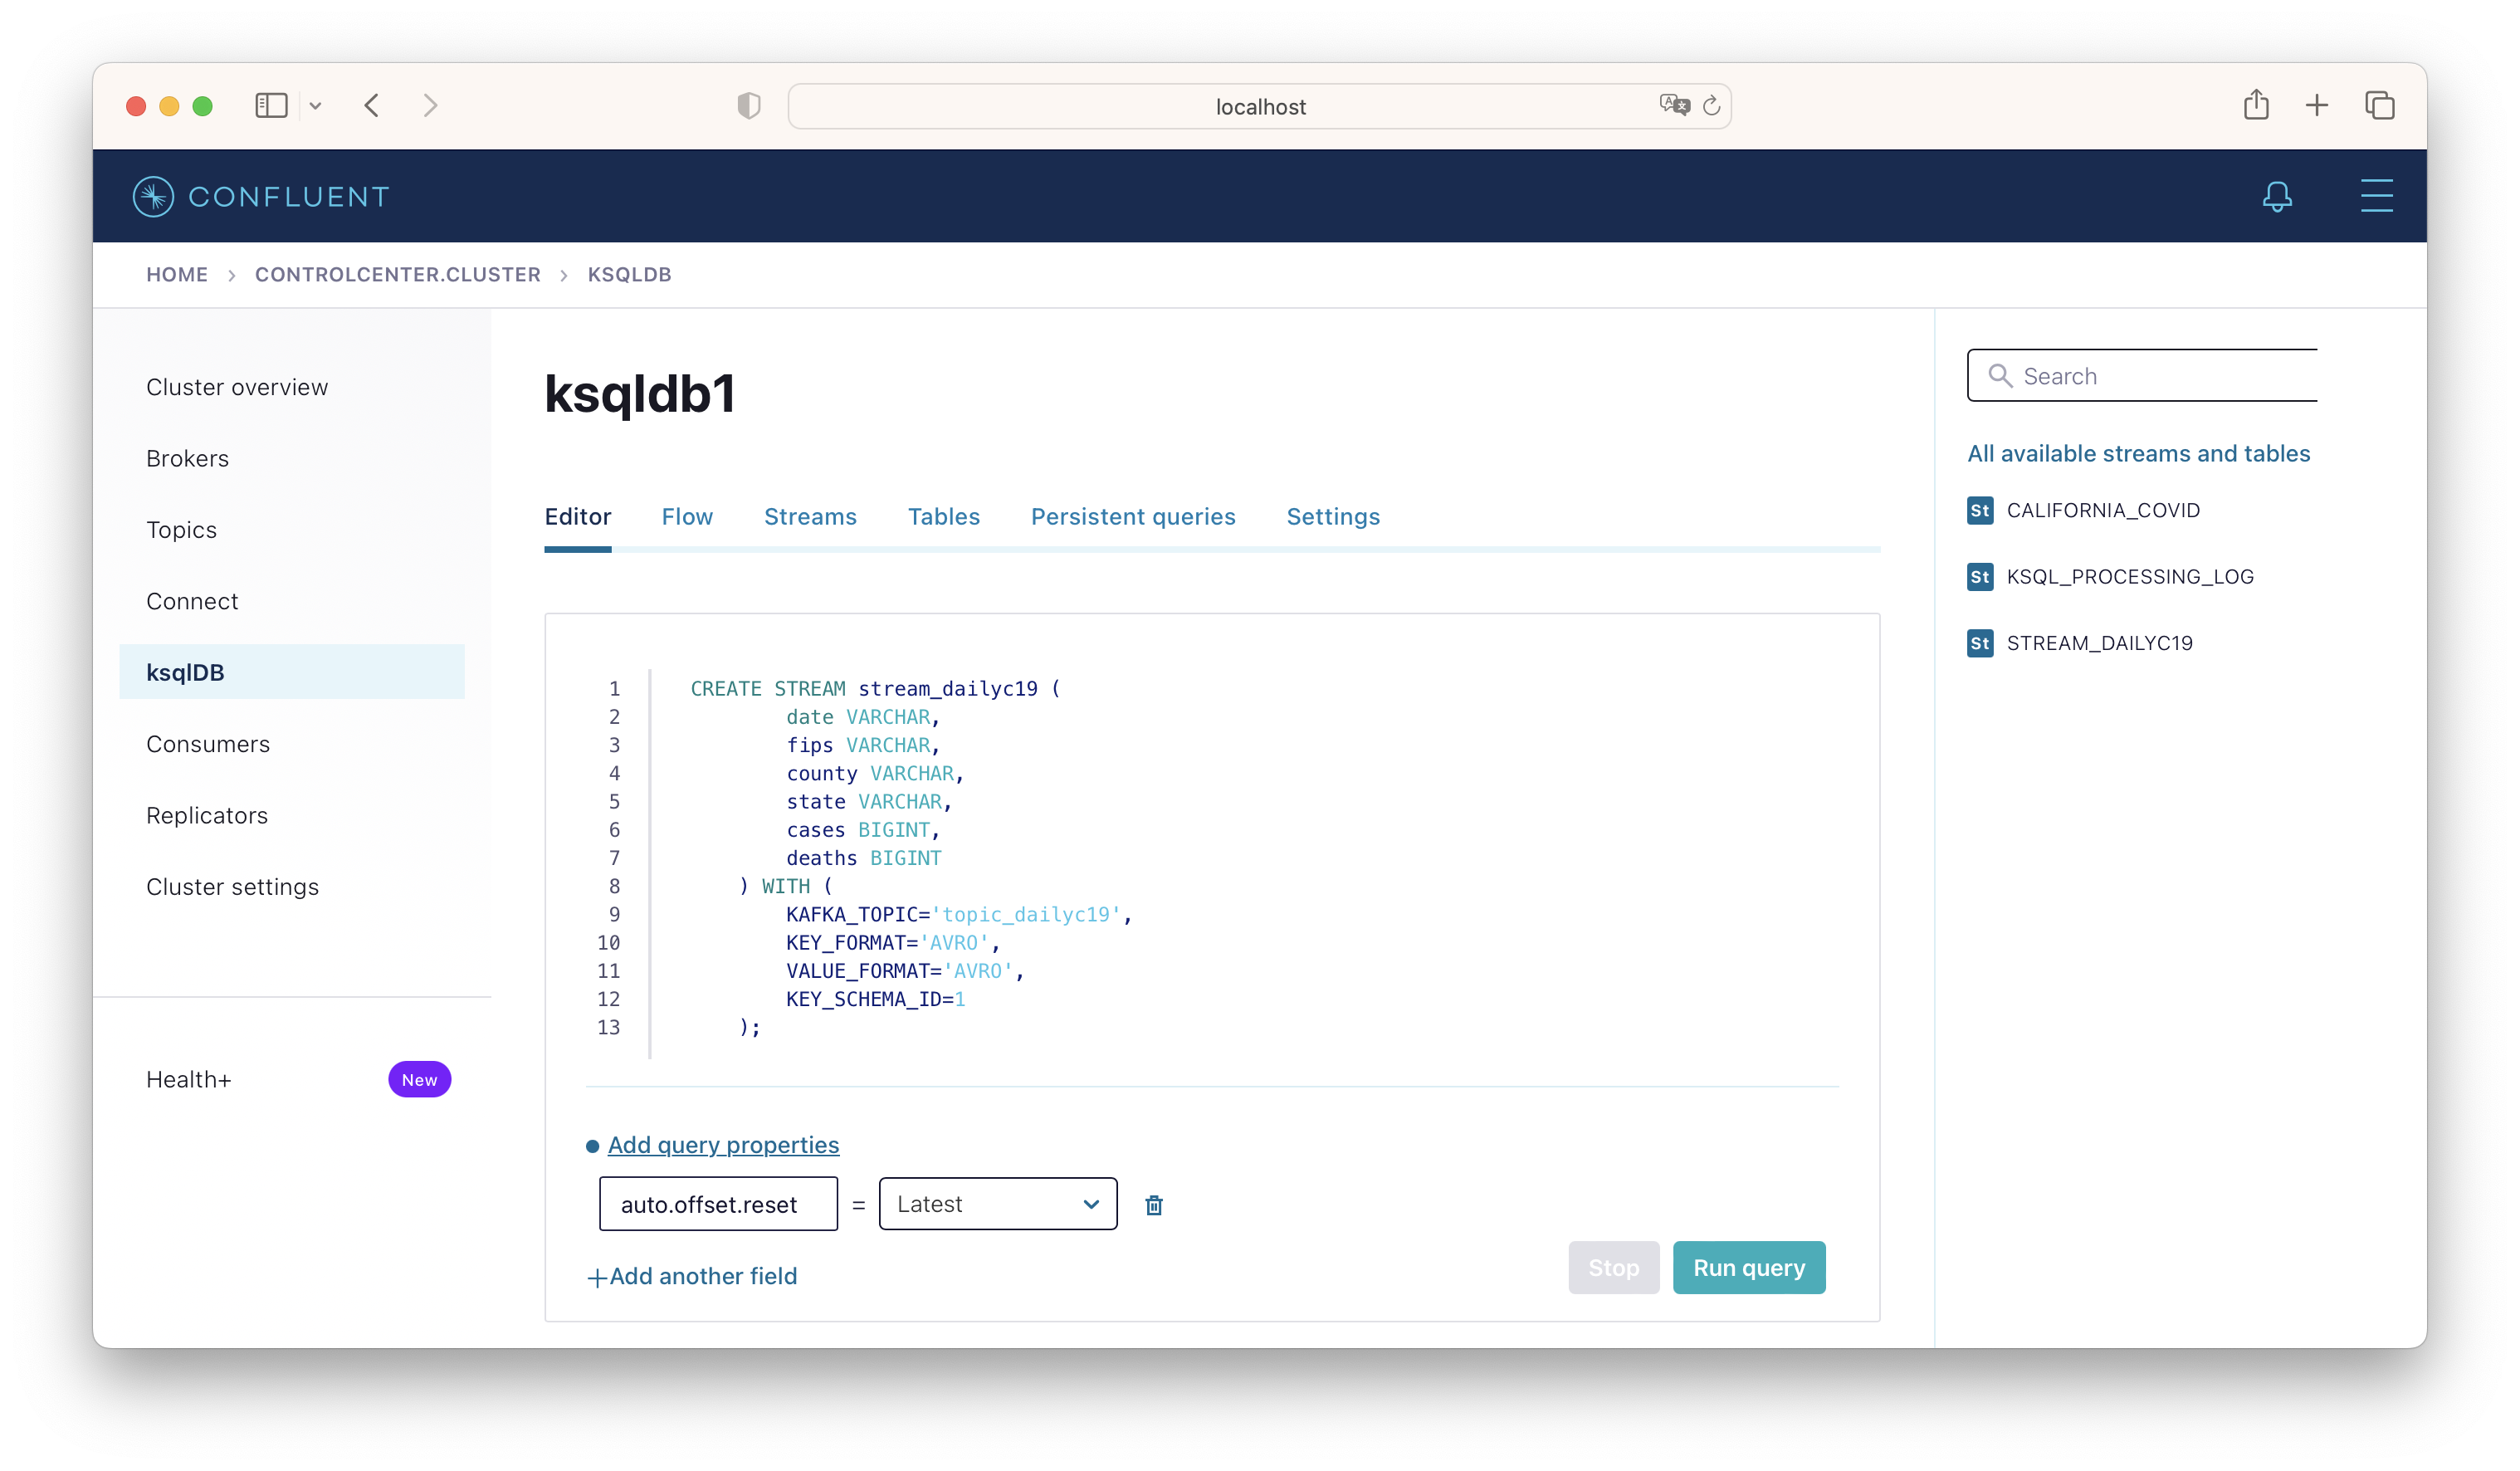 localhost
CONFLUENT
HOME > CONTROLCENTER.CLUSTER > KSQLDB
Cluster overview
Brokers
Topics
Connect
ksqlDB
Consumers
Replicators
Cluster settings
Health+ New
ksqldb1
Editor Flow Streams Tables Persistent queries Settings
1 CREATE STREAM stream_dailyc19 (
2 date VARCHAR,
3 fips VARCHAR,
4 county VARCHAR,
5 state VARCHAR,
6 cases BIGINT,
7 deaths BIGINT
8 ) WITH (
9 KAFKA_TOPIC='topic_dailyc19',
10 KEY_FORMAT='AVRO',
11 VALUE_FORMAT='AVRO',
12 KEY_SCHEMA_ID=1
13 );
Add query properties
auto.offset.reset = Latest
+Add another field
Stop Run query
Search
All available streams and tables
St CALIFORNIA_COVID
St KSQL_PROCESSING_LOG
St STREAM_DAILYC19